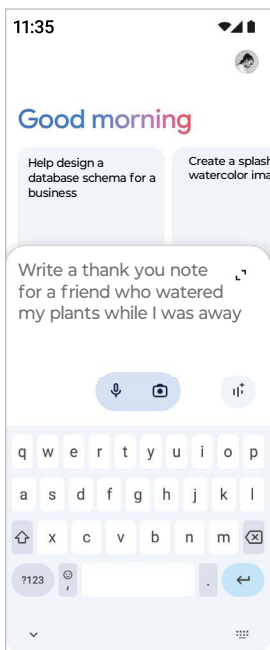 11:35
Good morning
Help design a
database schema for a
business
Create a splash
watercolor ima
Write a thank you note
for a friend who watered
my plants while I was away
q w e r t y u i o p
a s d f g h j k l
x c v b n m
?123 , .